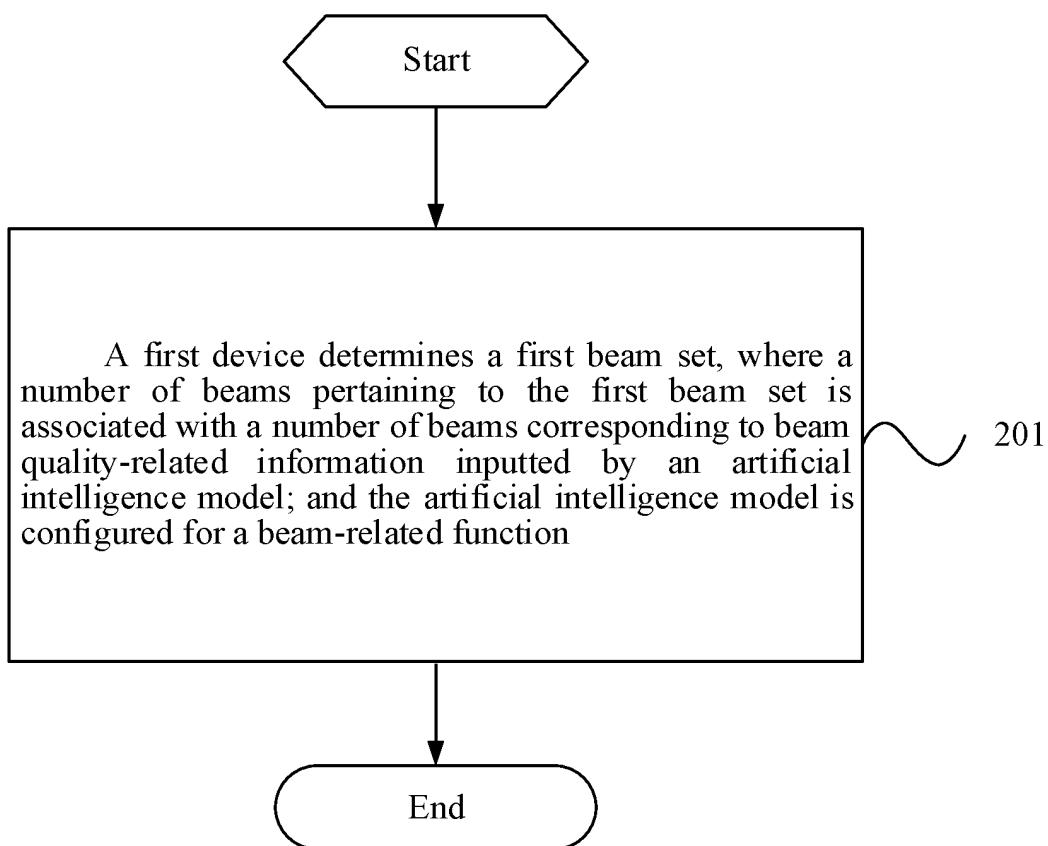 Start
A first device determines a first beam set, where a
number of beams pertaining to the first beam set is
associated with a number of beams corresponding to beam
quality-related information inputted by an artificial
intelligence model; and the artificial intelligence model is
configured for a beam-related function
201
End